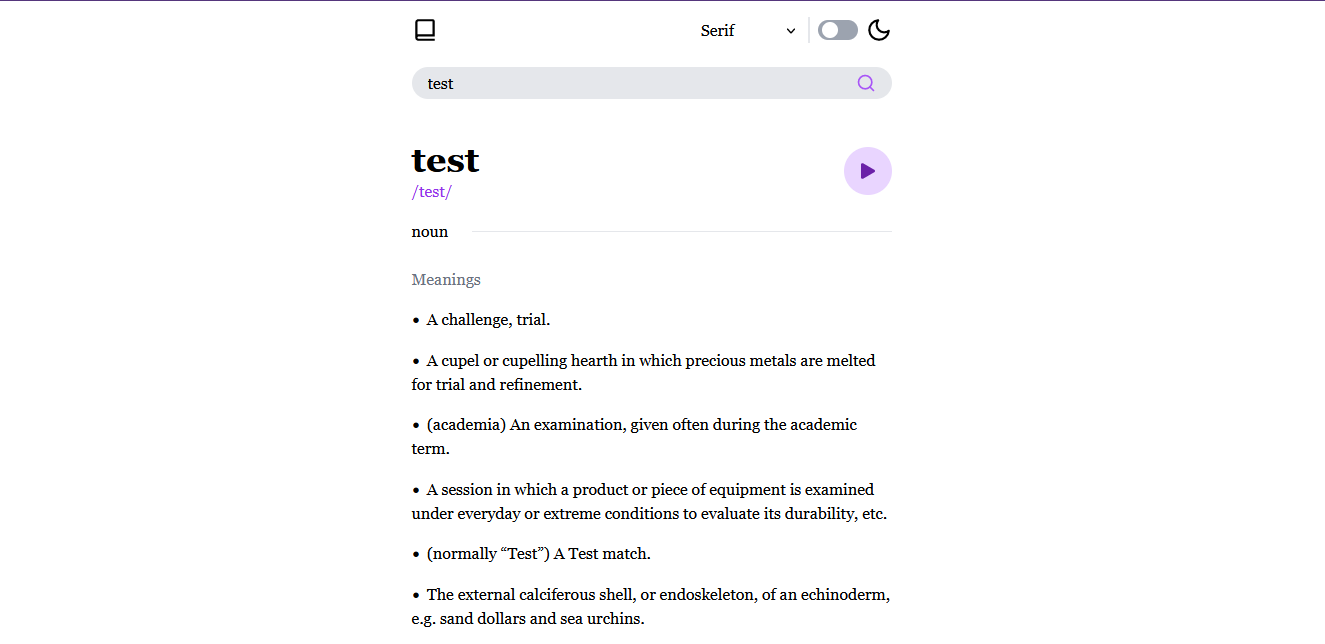 Serif
test
test
/test/
noun
Meanings
• A challenge, trial.
• A cupel or cupelling hearth in which precious metals are melted
for trial and refinement.
• (academia) An examination, given often during the academic
term.
• A session in which a product or piece of equipment is examined
under everyday or extreme conditions to evaluate its durability, etc.
• (normally “Test”) A Test match.
• The external calciferous shell, or endoskeleton, of an echinoderm,
e.g. sand dollars and sea urchins.